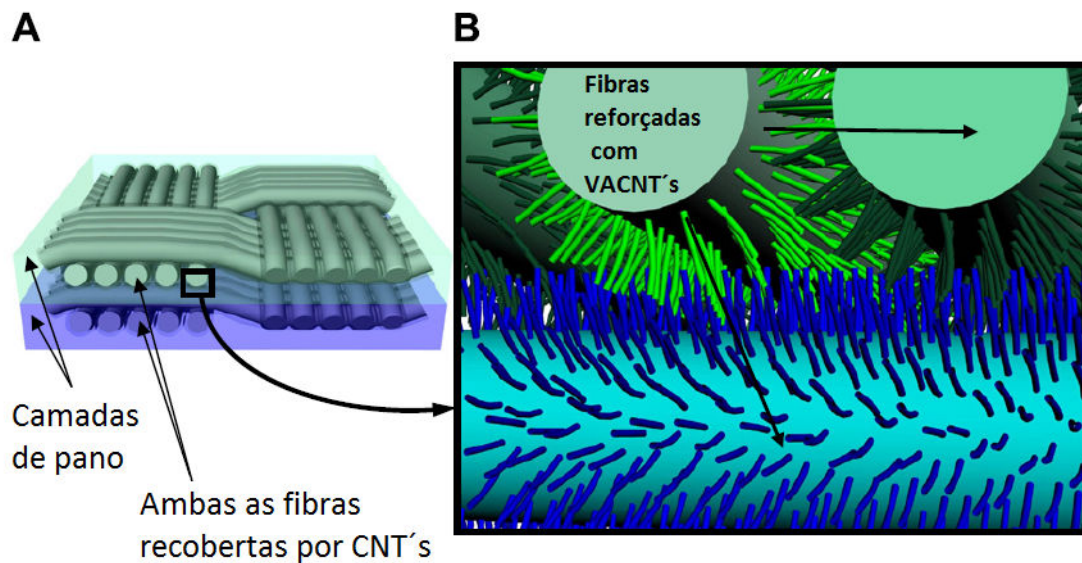 A
B
Fibras
reforçadas
com
VACNT´s
Camadas
de pano
Ambas as fibras
recobertas por CNT´s